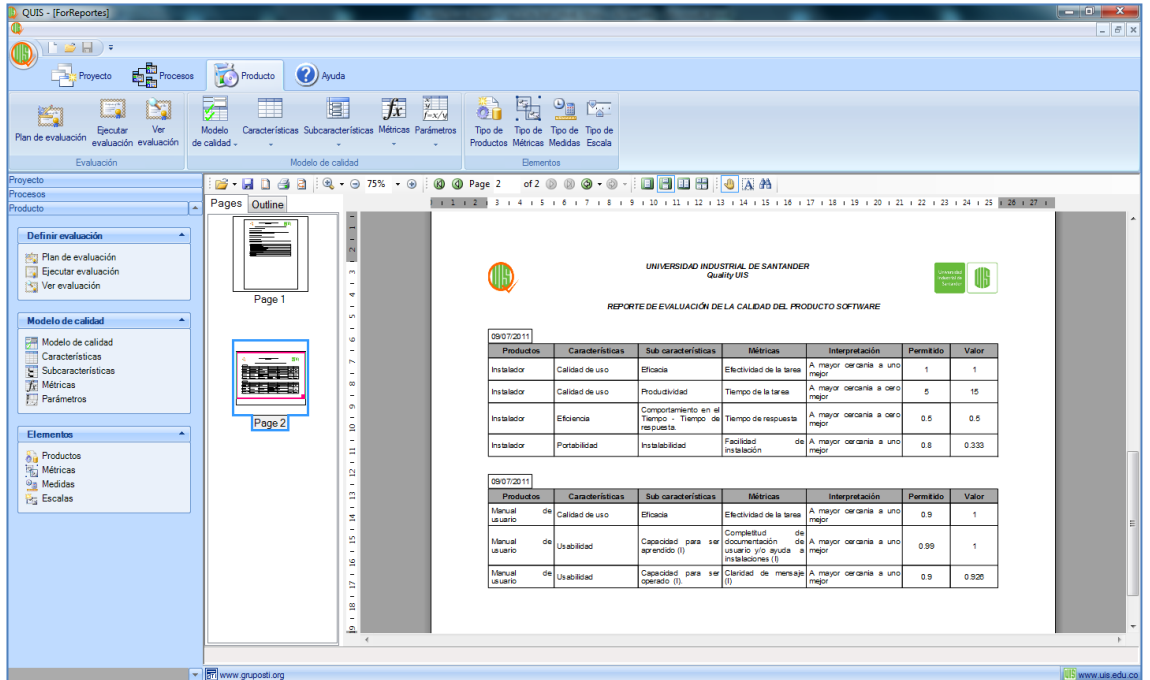 QUIS - [ForReportes]
Proyecto Procesos Producto Ayuda
Plan de evaluación Ejecutar evaluación Ver evaluación Modelo de calidad Características Subcaracterísticas Métricas Parámetros Tipo de Productos Tipo de Métricas Tipo de Medidas Tipo de Escala
Evaluación Modelo de calidad Elementos
Proyecto
Procesos
Producto
Definir evaluación
Plan de evaluación
Ejecutar evaluación
Ver evaluación
Modelo de calidad
Modelo de calidad
Características
Subcaracterísticas
Métricas
Parámetros
Elementos
Productos
Métricas
Medidas
Escalas
75% Page 2 of 2
Pages Outline
Page 1
Page 2
UNIVERSIDAD INDUSTRIAL DE SANTANDER
Quality UIS
Universidad
Industrial de
Santander
UIS
REPORTE DE EVALUACIÓN DE LA CALIDAD DEL PRODUCTO SOFTWARE
09/07/2011
Productos Características Sub características Métricas Interpretación Permitido Valor
Instalador Calidad de uso Eficacia Efectividad de la tarea A mayor cercania a uno mejor 1 1
Instalador Calidad de uso Productividad Tiempo de la tarea A mayor cercania a cero mejor 5 15
Instalador Eficiencia Comportamiento en el Tiempo - Tiempo de respuesta. Tiempo de respuesta A mayor cercania a cero mejor 0.5 0.5
Instalador Portabilidad Instalabilidad Facilidad de instalación A mayor cercania a uno mejor 0.8 0.333
09/07/2011
Productos Características Sub características Métricas Interpretación Permitido Valor
Manual de usuario Calidad de uso Eficacia Efectividad de la tarea A mayor cercania a uno mejor 0.9 1
Manual de usuario Usabilidad Capacidad para ser aprendido (I) Completitud de documentación de usuario y/o ayuda a instalaciones (I) A mayor cercania a uno mejor 0.99 1
Manual de usuario Usabilidad Capacidad para ser operado (I). Claridad de mensaje (I) A mayor cercania a uno mejor 0.9 0.926
www.gruposti.org
www.uis.edu.co